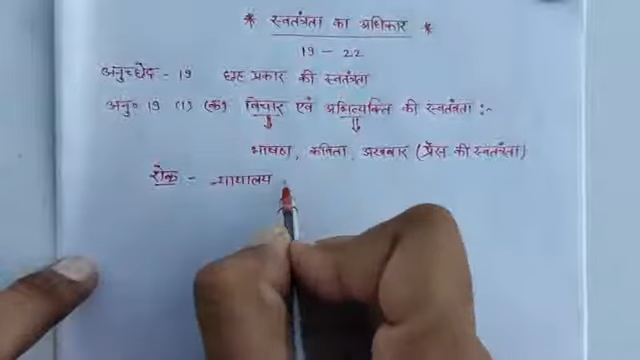 * स्वतंत्रता का अधिकार *
19 - 22
अनुच्छेद - 19 छह प्रकार की स्वतंत्रता
अनु० 19 (1) (क) विचार एवं अभिव्यक्ति की स्वतंत्रता :-
भाषण, कविता, अखबार (प्रेस की स्वतंत्रता)
रोक - न्यायालय